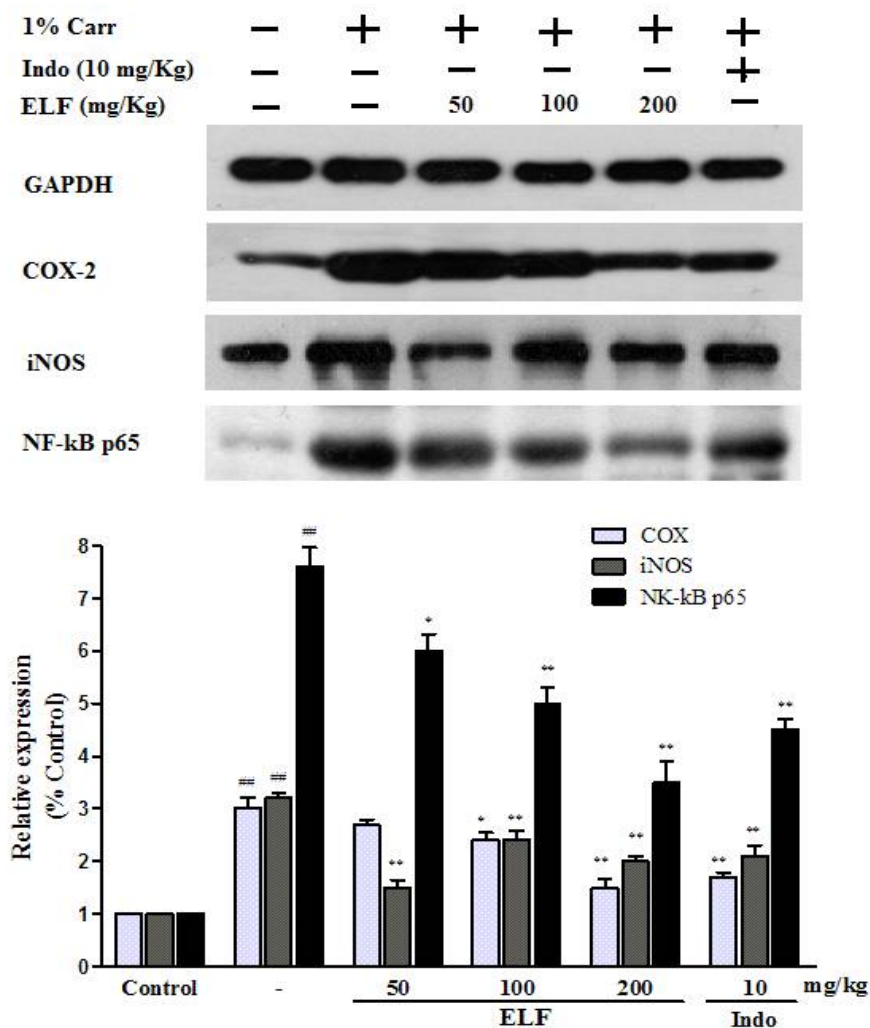 1% Carr − + + + + +
Indo (10 mg/Kg) − − − − − +
ELF (mg/Kg) − − 50 100 200 −
GAPDH
COX-2
iNOS
NF-kB p65
COX
iNOS
NK-kB p65
Relative expression
(% Control)
8
7
6
5
4
3
2
1
0
## ## ##
** *
* ** **
** ** **
** ** **
Control - 50 100 200 10 mg/kg
ELF Indo